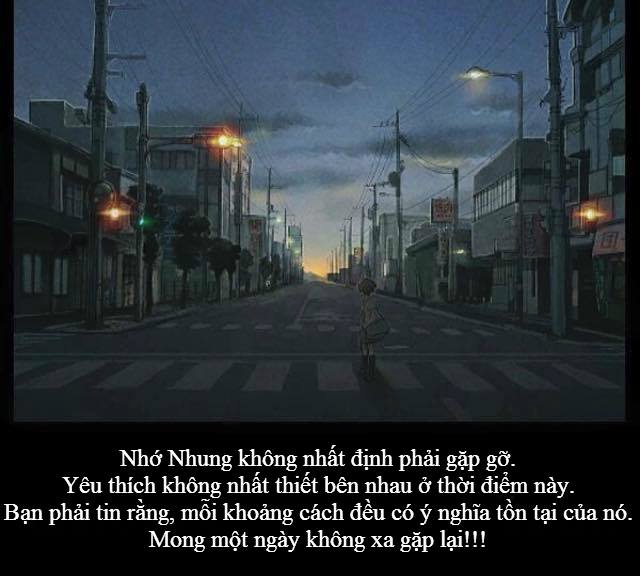 Nhớ Nhung không nhất định phải gặp gỡ.
Yêu thích không nhất thiết bên nhau ở thời điểm này.
Bạn phải tin rằng, mỗi khoảng cách đều có ý nghĩa tồn tại của nó.
Mong một ngày không xa gặp lại!!!